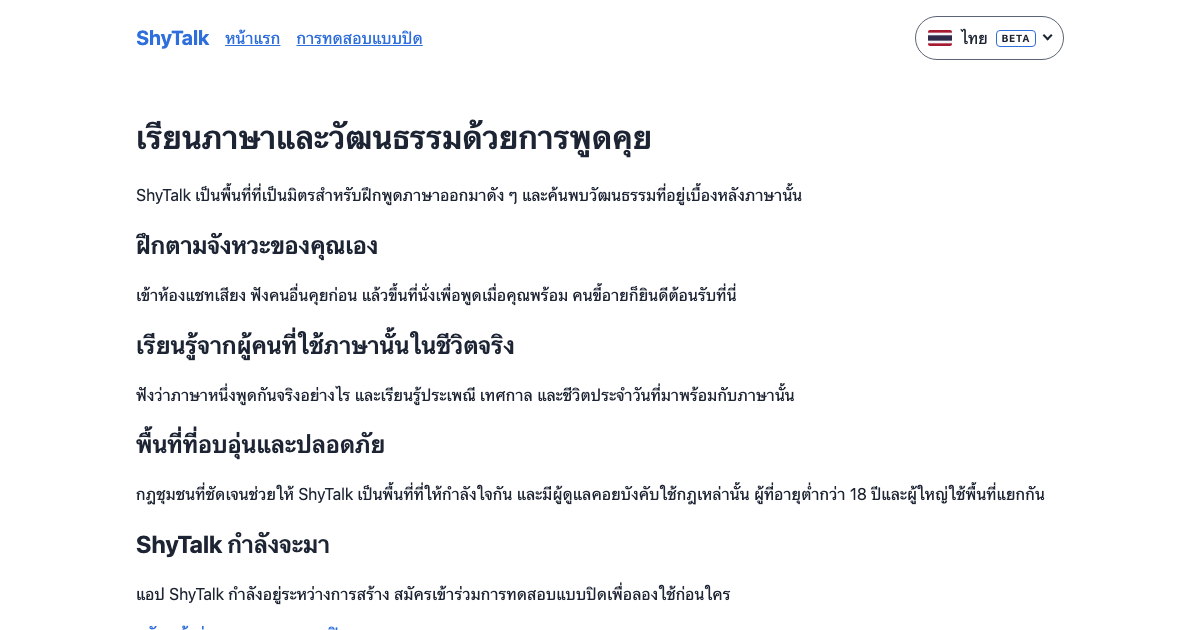 ShyTalk หน้าแรก การทดสอบแบบปิด ไทย BETA
เรียนภาษาและวัฒนธรรมด้วยการพูดคุย
ShyTalk เป็นพื้นที่ที่เป็นมิตรสำหรับฝึกพูดภาษาออกมาดัง ๆ และค้นพบวัฒนธรรมที่อยู่เบื้องหลังภาษานั้น
ฝึกตามจังหวะของคุณเอง
เข้าห้องแชทเสียง ฟังคนอื่นคุยก่อน แล้วขึ้นที่นั่งเพื่อพูดเมื่อคุณพร้อม คนขี้อายก็ยินดีต้อนรับที่นี่
เรียนรู้จากผู้คนที่ใช้ภาษานั้นในชีวิตจริง
ฟังว่าภาษาหนึ่งพูดกันจริงอย่างไร และเรียนรู้ประเพณี เทศกาล และชีวิตประจำวันที่มาพร้อมกับภาษานั้น
พื้นที่ที่อบอุ่นและปลอดภัย
กฎชุมชนที่ชัดเจนช่วยให้ ShyTalk เป็นพื้นที่ที่ให้กำลังใจกัน และมีผู้ดูแลคอยบังคับใช้กฎเหล่านั้น ผู้ที่อายุต่ำกว่า 18 ปีและผู้ใหญ่ใช้พื้นที่แยกกัน
ShyTalk กำลังจะมา
แอป ShyTalk กำลังอยู่ระหว่างการสร้าง สมัครเข้าร่วมการทดสอบแบบปิดเพื่อลองใช้ก่อนใคร